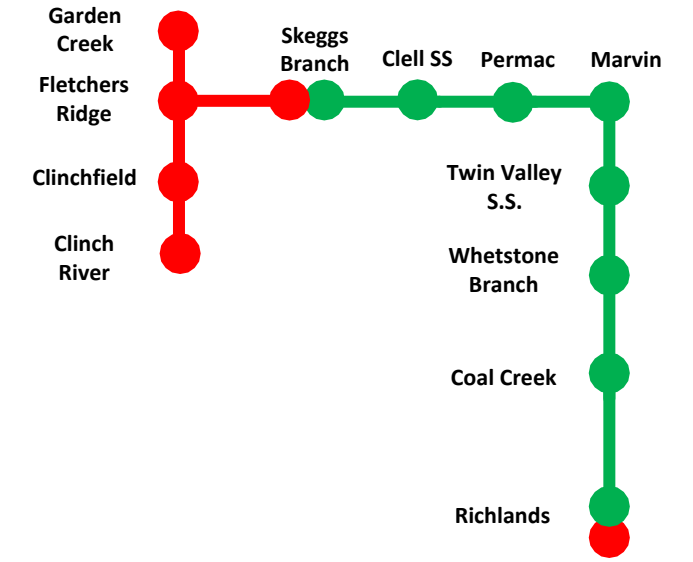 Garden
Creek
Skeggs
Branch
Clell SS
Permac
Marvin
Fletchers
Ridge
Clinchfield
Twin Valley
S.S.
Clinch
River
Whetstone
Branch
Coal Creek
Richlands